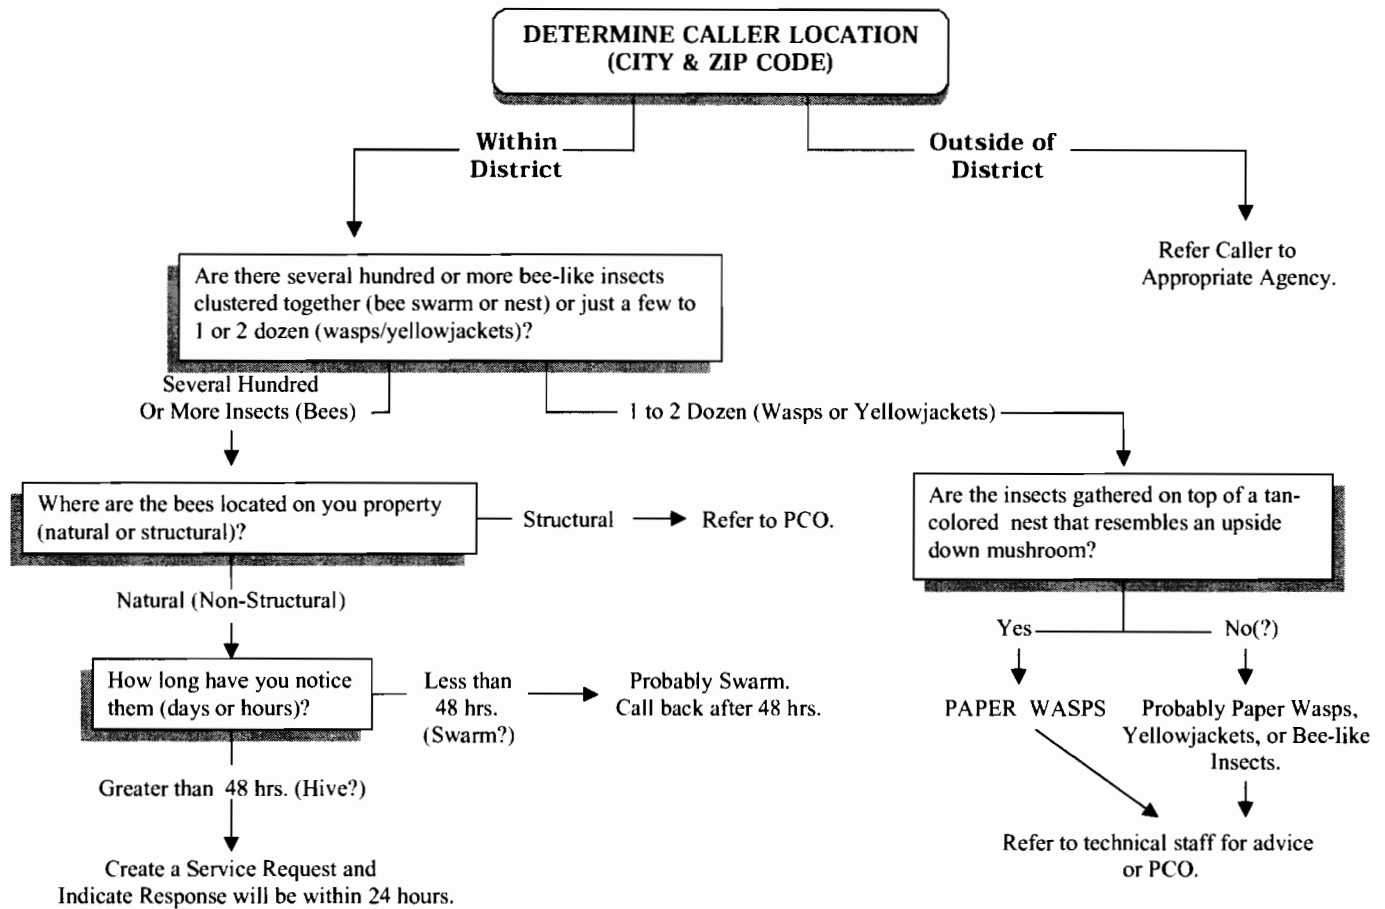 DETERMINE CALLER LOCATION
(CITY & ZIP CODE)
Within
District
Outside of
District
Refer Caller to
Appropriate Agency.
Are there several hundred or more bee-like insects
clustered together (bee swarm or nest) or just a few to
1 or 2 dozen (wasps/yellowjackets)?
Several Hundred
Or More Insects (Bees)
1 to 2 Dozen (Wasps or Yellowjackets)
Where are the bees located on you property
(natural or structural)?
Structural
Refer to PCO.
Are the insects gathered on top of a tan-
colored nest that resembles an upside
down mushroom?
Natural (Non-Structural)
Yes
No(?)
How long have you notice
them (days or hours)?
Less than
48 hrs.
(Swarm?)
Probably Swarm.
Call back after 48 hrs.
PAPER WASPS
Probably Paper Wasps,
Yellowjackets, or Bee-like
Insects.
Greater than 48 hrs. (Hive?)
Refer to technical staff for advice
or PCO.
Create a Service Request and
Indicate Response will be within 24 hours.